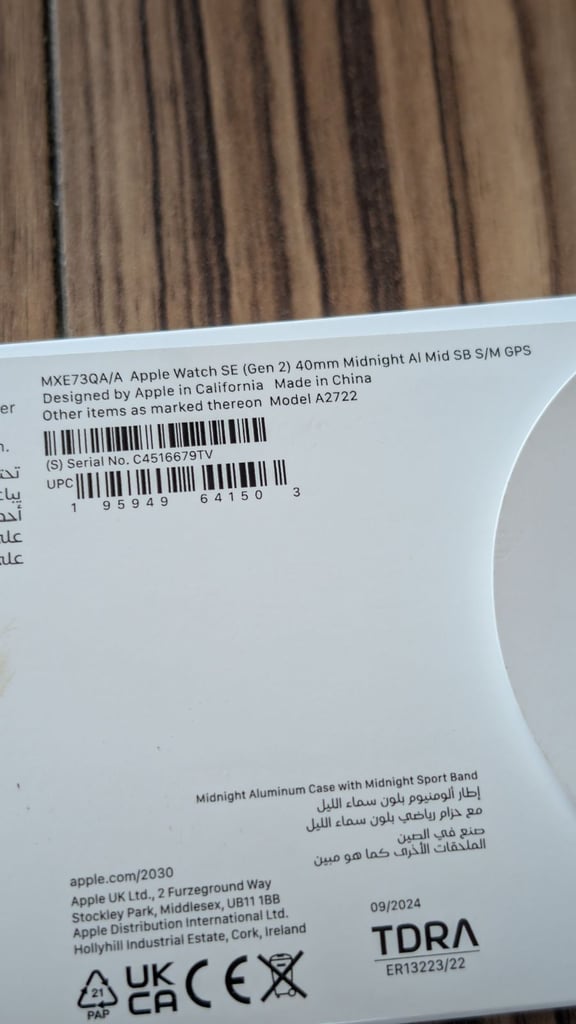 MXE73QA/A Apple Watch SE (Gen 2) 40mm Midnight Al Mid SB S/M GPS
Designed by Apple in California Made in China
Other items as marked thereon Model A2722
(S) Serial No. C4516679TV
UPC
1 95949 64150 3
er
n.
علـ
علـ
Midnight Aluminum Case with Midnight Sport Band
إطار ألومنيوم بلون سماء الليل
مع حزام رياضي بلون سماء الليل
صنع في الصين
الملحقات الأخرى كما هو مبين
apple.com/2030
Apple UK Ltd., 2 Furzeground Way
Stockley Park, Middlesex, UB11 1BB
Apple Distribution International Ltd.
Hollyhill Industrial Estate, Cork, Ireland
21
PAP
UK
CA
CE
09/2024
TDRA
ER13223/22